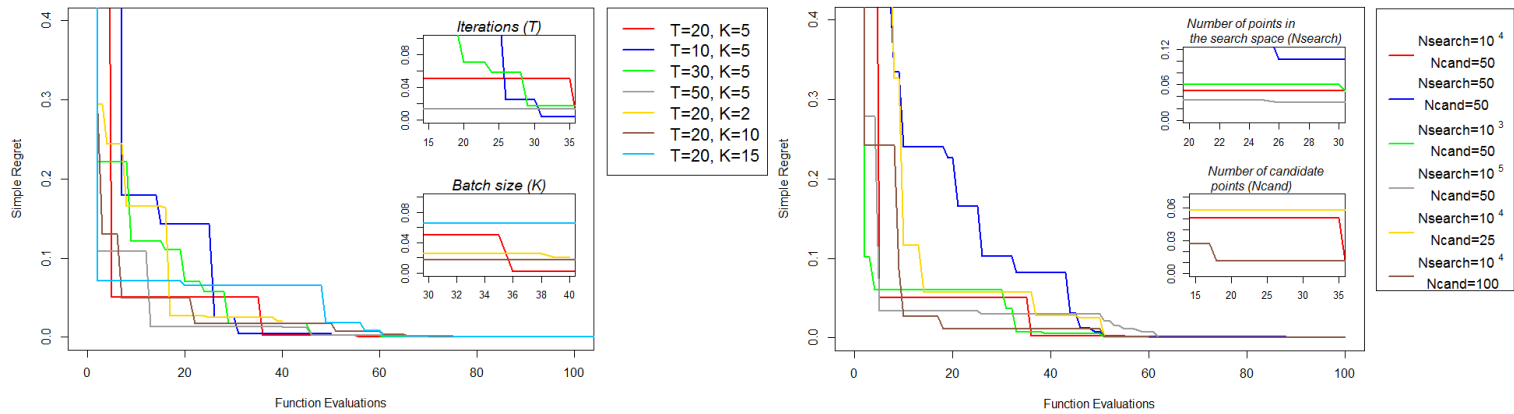 Simple Regret
0.4
0.3
0.2
0.1
0.0
0 20 40 60 80 100
Function Evaluations
Iterations (T)
0.08
0.04
0.00
15 20 25 30 35
Batch size (K)
0.08
0.04
0.00
30 32 34 36 38 40
T=20, K=5
T=10, K=5
T=30, K=5
T=50, K=5
T=20, K=2
T=20, K=10
T=20, K=15
Simple Regret
0.4
0.3
0.2
0.1
0.0
0 20 40 60 80 100
Function Evaluations
Number of points in
the search space (Nsearch)
0.12
0.08
0.04
0.00
20 22 24 26 28 30
Number of candidate
points (Ncand)
0.06
0.03
0.00
15 20 25 30 35
Nsearch=10 4
Ncand=50
Nsearch=50
Ncand=50
Nsearch=10 3
Ncand=50
Nsearch=10 5
Ncand=50
Nsearch=10 4
Ncand=25
Nsearch=10 4
Ncand=100